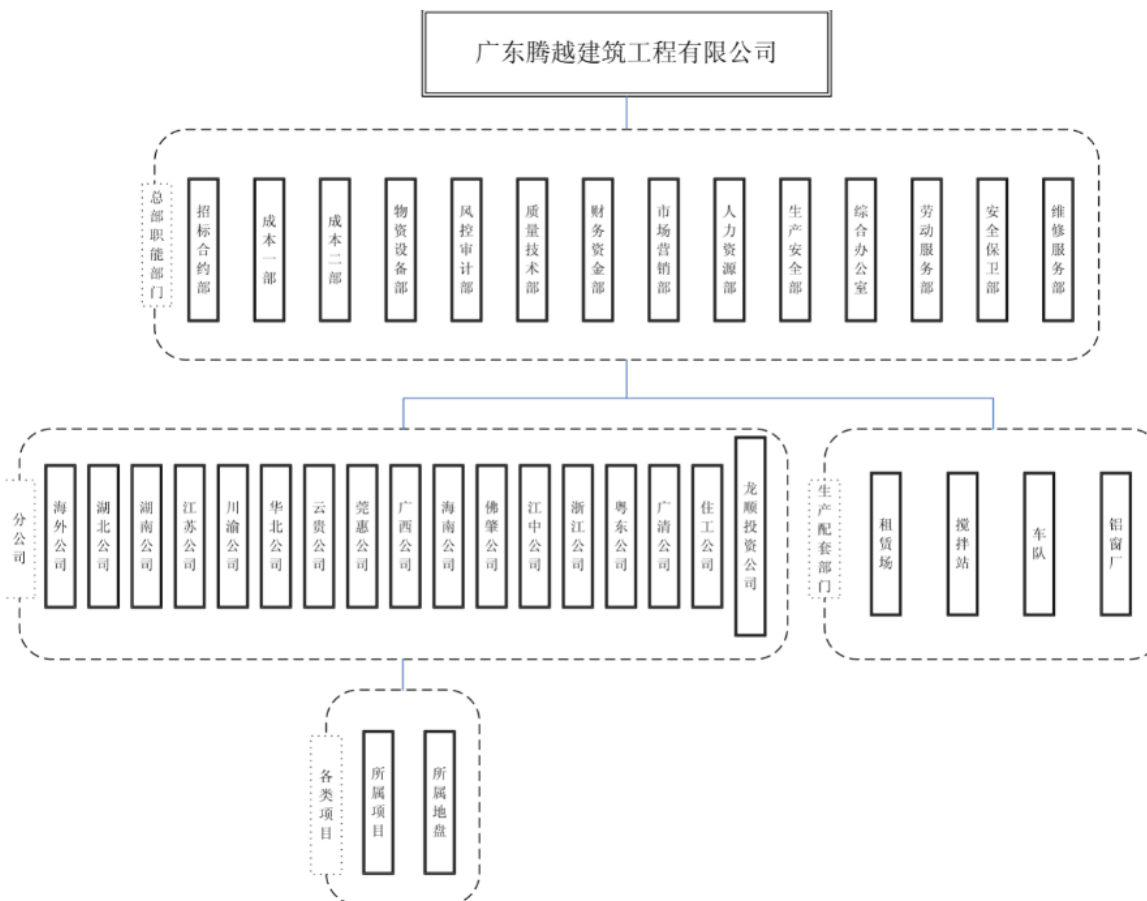 广东腾越建筑工程有限公司
总部职能部门
招标合约部
成本一部
成本二部
物资设备部
风控审计部
质量技术部
财务资金部
市场营销部
人力资源部
生产安全部
综合办公室
劳动服务部
安全保卫部
维修服务部
分公司
海外公司
湖北公司
湖南公司
江苏公司
川渝公司
华北公司
云贵公司
莞惠公司
广西公司
海南公司
佛肇公司
江中公司
浙江公司
粤东公司
广清公司
住工公司
龙顺投资公司
生产配套部门
租赁场
搅拌站
车队
铝窗厂
各类项目
所属项目
所属地盘